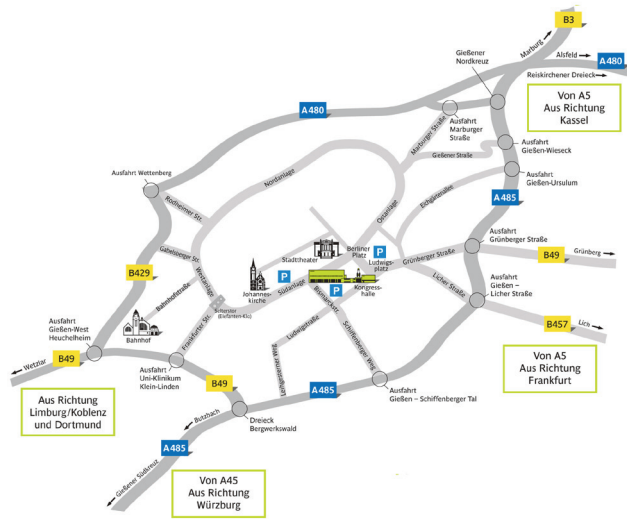 B3
Marburg
Alsfeld
A480
Reiskirchener Dreieck
Gießener
Nordkreuz
Von A5
Aus Richtung
Kassel
A480
Ausfahrt
Marburger
Straße
Marburger Straße
Gießener Straße
Ausfahrt
Gießen-Wieseck
Ausfahrt
Gießen-Ursulum
Ausfahrt Wettenberg
Nordanlage
Rodheimer Str.
Ostanlage
Eichgärtenallee
A485
Ausfahrt
Grünberger Straße
B49
Grünberg
Gabelsberger Str.
Westanlage
Stadttheater
Berliner
Platz
P
Ludwigs-
platz
Grünberger Straße
B429
Bahnhofstraße
Johannes-
kirche
P
Südanlage
P
Kongress-
halle
Licher Straße
Ausfahrt
Gießen –
Licher Straße
Bismarckstr.
B457
Lich
Bahnhof
Frankfurter Str.
(Elefanten-Klo)
Ludwigstraße
Schiffenberger Weg
Leihgesterner Weg
Ausfahrt
Gießen-West
Heuchelheim
Wetzlar
B49
Ausfahrt
Uni-Klinikum
Klein-Linden
B49
Von A5
Aus Richtung
Frankfurt
Aus Richtung
Limburg/Koblenz
und Dortmund
A485
Ausfahrt
Gießen – Schiffenberger Tal
Butzbach
Dreieck
Bergwerkswald
A485
Gießener Südkreuz
Von A45
Aus Richtung
Würzburg